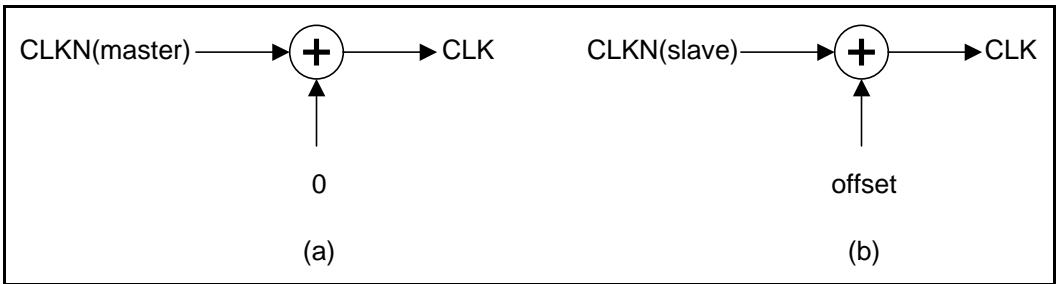 CLKN(master) + CLK
0
(a)
CLKN(slave) + CLK
offset
(b)